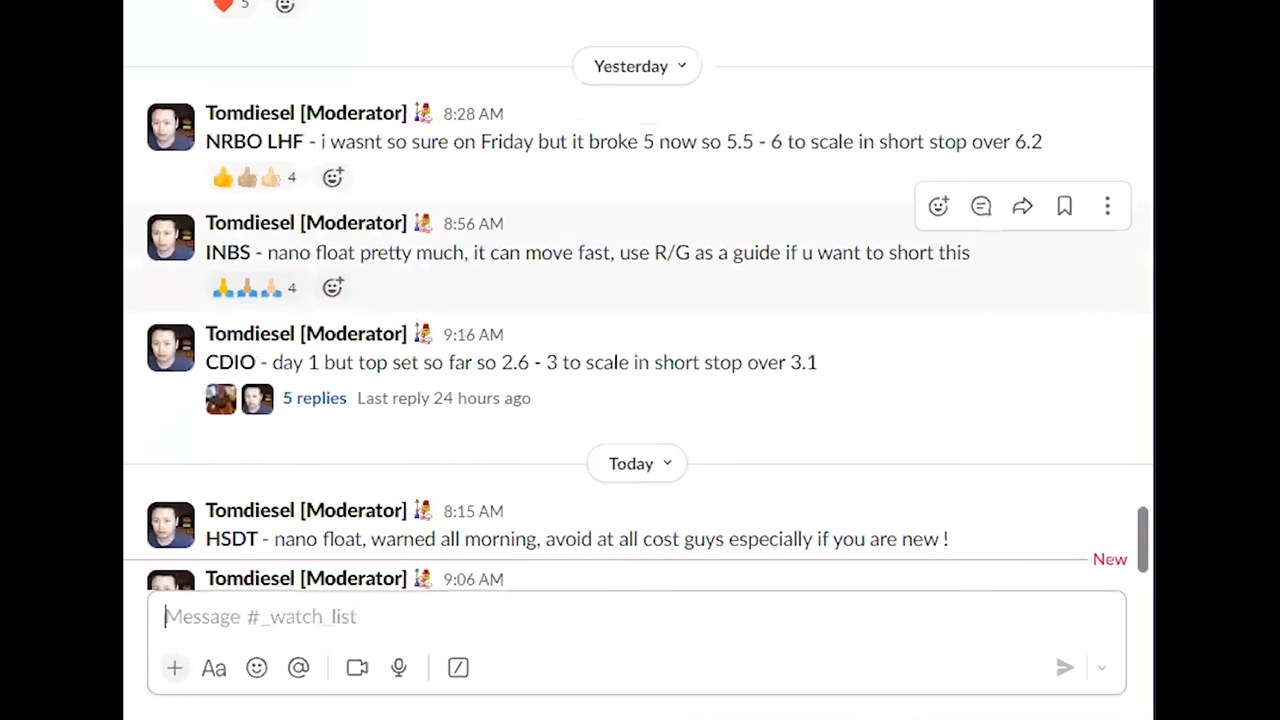 5
Yesterday
Tomdiesel [Moderator] 8:28 AM
NRBO LHF - i wasnt so sure on Friday but it broke 5 now so 5.5 - 6 to scale in short stop over 6.2
4
Tomdiesel [Moderator] 8:56 AM
INBS - nano float pretty much, it can move fast, use R/G as a guide if u want to short this
4
Tomdiesel [Moderator] 9:16 AM
CDIO - day 1 but top set so far so 2.6 - 3 to scale in short stop over 3.1
5 replies Last reply 24 hours ago
Today
Tomdiesel [Moderator] 8:15 AM
HSDT - nano float, warned all morning, avoid at all cost guys especially if you are new !
New
Tomdiesel [Moderator] 9:06 AM
Message #_watch_list
Aa